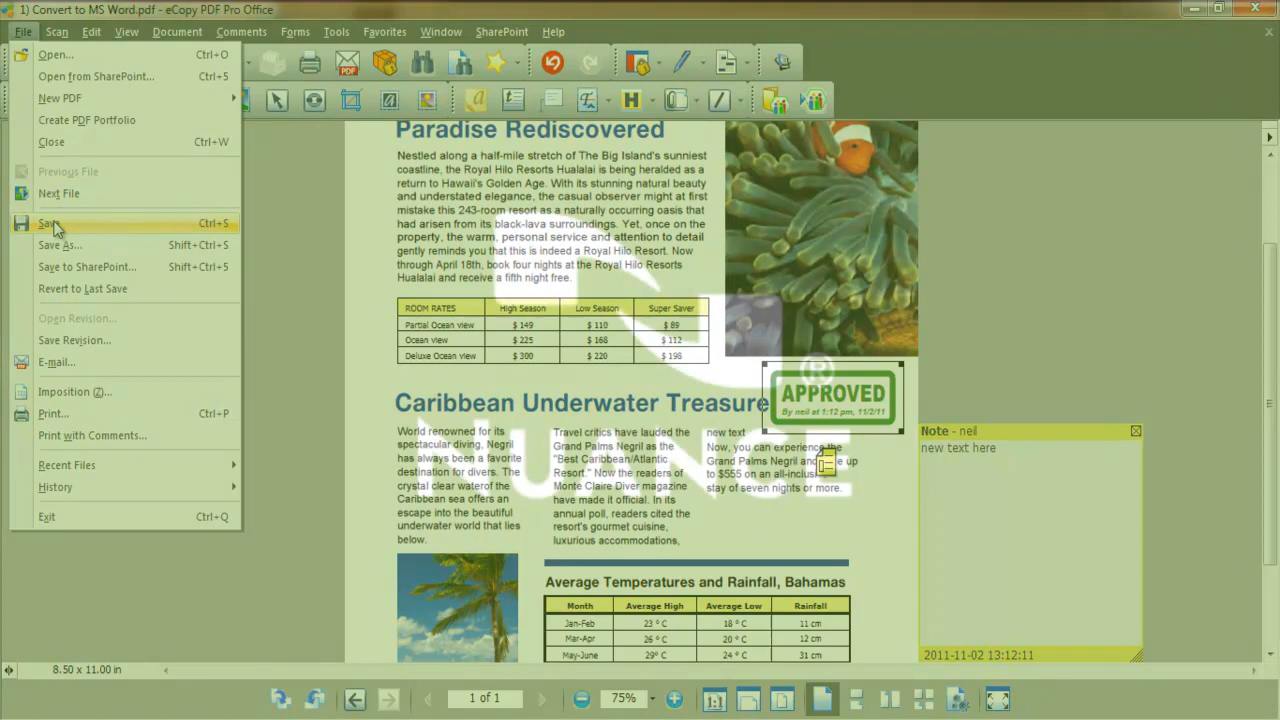 1) Convert to MS Word.pdf - eCopy PDF Pro Office
File Scan Edit View Document Comments Forms Tools Favorites Window SharePoint Help
Open... Ctrl+O
Open from SharePoint... Ctrl+5
New PDF
Create PDF Portfolio
Close Ctrl+W
Previous File
Next File
Save Ctrl+S
Save As... Shift+Ctrl+S
Save to SharePoint... Shift+Ctrl+5
Revert to Last Save
Open Revision...
Save Revision...
E-mail...
Imposition (Z)...
Print... Ctrl+P
Print with Comments...
Recent Files
History
Exit Ctrl+Q
PDF
Paradise Rediscovered
Nestled along a half-mile stretch of The Big Island's sunniest
coastline, the Royal Hilo Resorts Hualalai is being heralded as a
return to Hawaii's Golden Age. With its stunning natural beauty
and understated elegance, the casual observer might at first
mistake this 243-room resort as a naturally occurring oasis that
had arisen from its black-lava surroundings. Yet, once on the
property, the warm, personal service and attention to detail
gently reminds you that this is indeed a Royal Hilo Resort. Now
through April 18th, book four nights at the Royal Hilo Resorts
Hualalai and receive a fifth night free.
ROOM RATES High Season Low Season Super Saver
Partial Ocean view $ 149 $ 110 $ 89
Ocean view $ 225 $ 168 $ 112
Deluxe Ocean view $ 300 $ 220 $ 198
APPROVED
By neil at 1:12 pm, 11/2/11
Caribbean Underwater Treasure
World renowned for its
spectacular diving, Negril
has always been a favorite
destination for divers. The
crystal clear waterof the
Caribbean sea offers an
escape into the beautiful
underwater world that lies
below.
Travel critics have lauded the
Grand Palms Negril as the
"Best Caribbean/Atlantic
Resort." Now the readers of
Monte Claire Diver magazine
have made it official. In its
annual poll, readers cited the
resort's gourmet cuisine,
luxurious accommodations,
new text
Now, you can experience the
Grand Palms Negril and e up
to $555 on an all-inclusi
stay of seven nights or more.
NUANCE®
Note - neil
new text here
2011-11-02 13:12:11
Average Temperatures and Rainfall, Bahamas
Month Average High Average Low Rainfall
Jan-Feb 23 º C 18 º C 11 cm
Mar-Apr 26 º C 20 º C 12 cm
May-June 29º C 24 º C 31 cm
8.50 x 11.00 in
1 of 1 75% 1:1